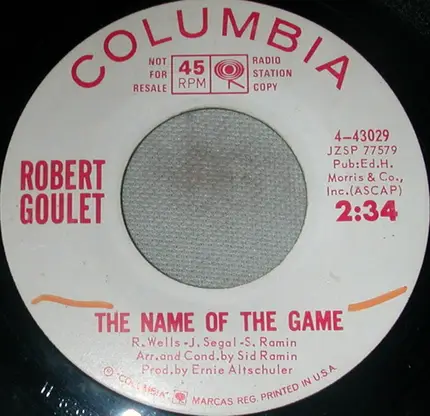 COLUMBIA
NOT
FOR
RESALE
45
RPM
RADIO
STATION
COPY
4-43029
JZSP 77579
Pub:Ed.H.
Morris & Co.,
Inc.(ASCAP)
2:34
ROBERT
GOULET
THE NAME OF THE GAME
R. Wells -J. Segal -S. Ramin
Arr.and Cond.by Sid Ramin
Prod.by Ernie Altschuler
© COLUMBIA MARCAS REG. PRINTED IN U.S.A.